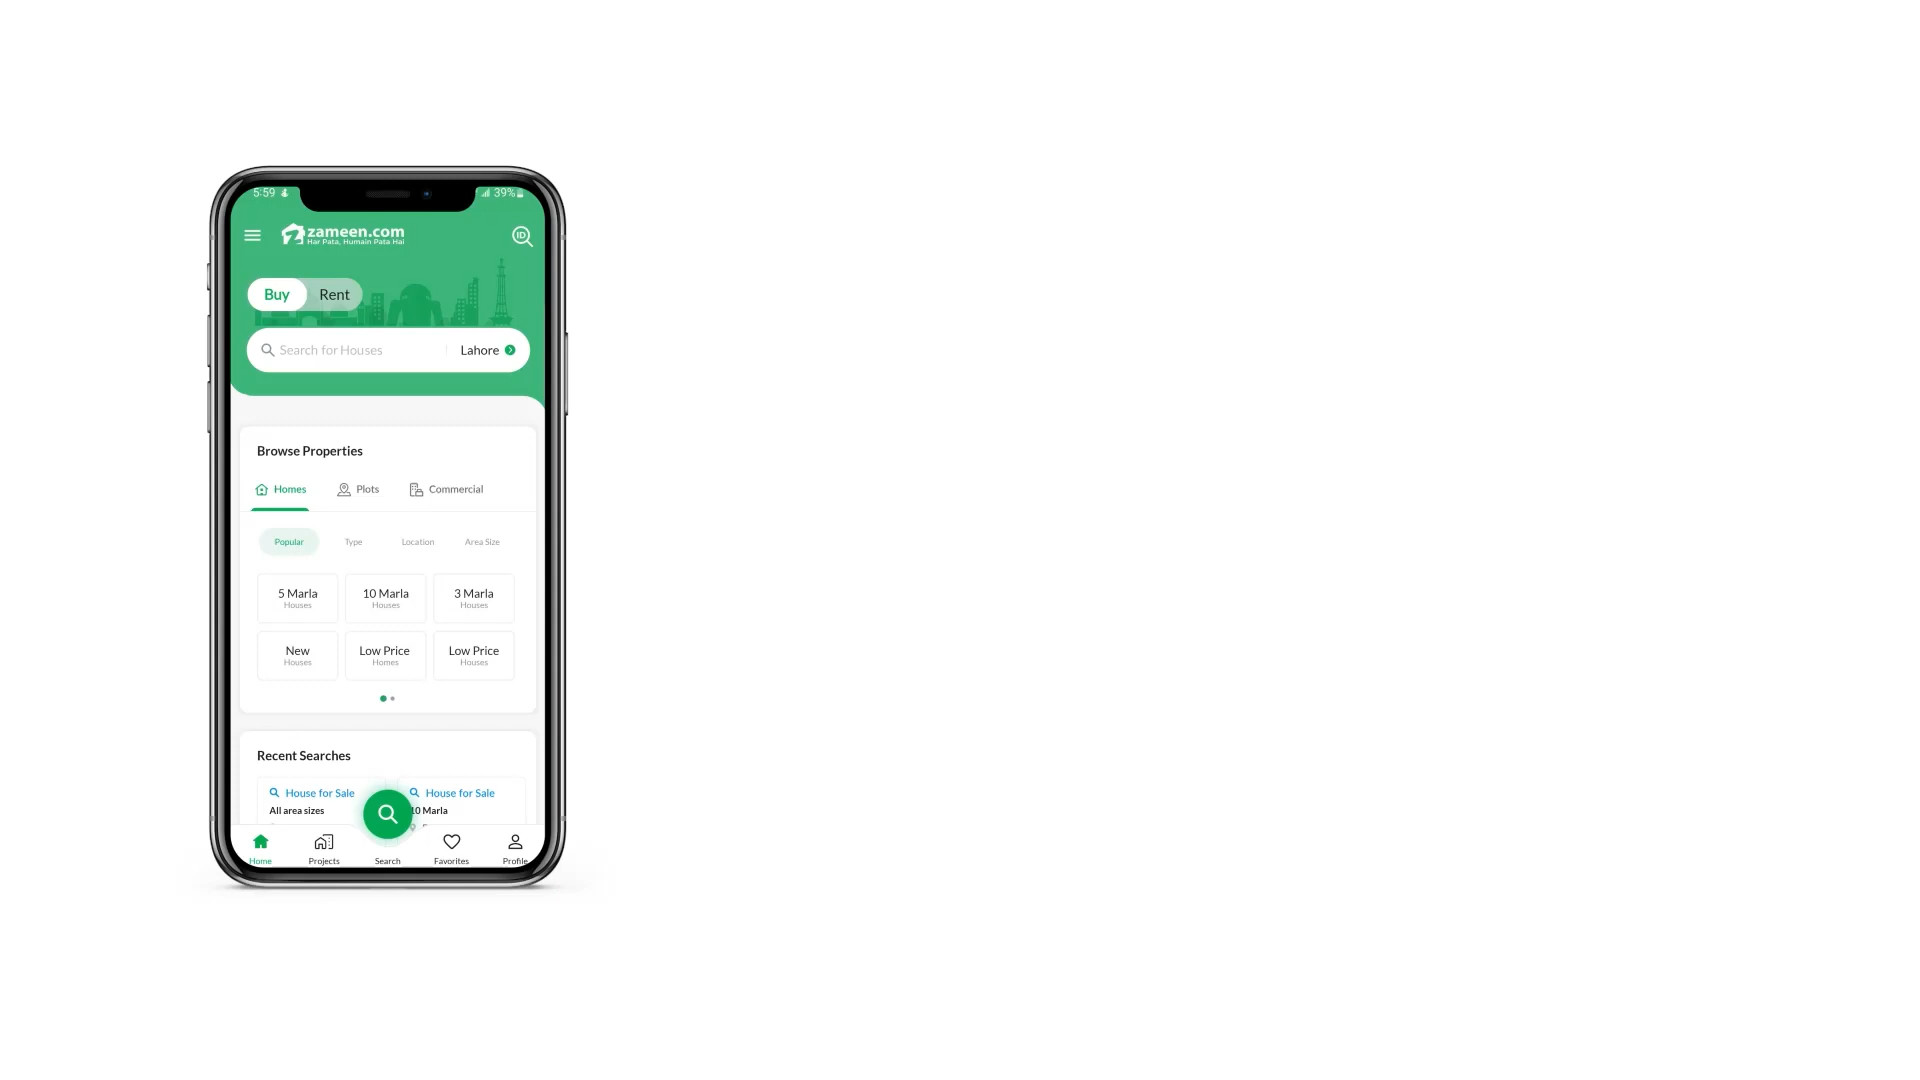 5:59
39%
zameen.com
Har Pata, Humain Pata Hai
ID
Buy Rent
Search for Houses Lahore
Browse Properties
Homes Plots Commercial
Popular Type Location Area Size
5 Marla 10 Marla 3 Marla
Houses Houses Houses
New Low Price Low Price
Houses Homes Houses
Recent Searches
House for Sale House for Sale
All area sizes 10 Marla
Home Projects Search Favorites Profile